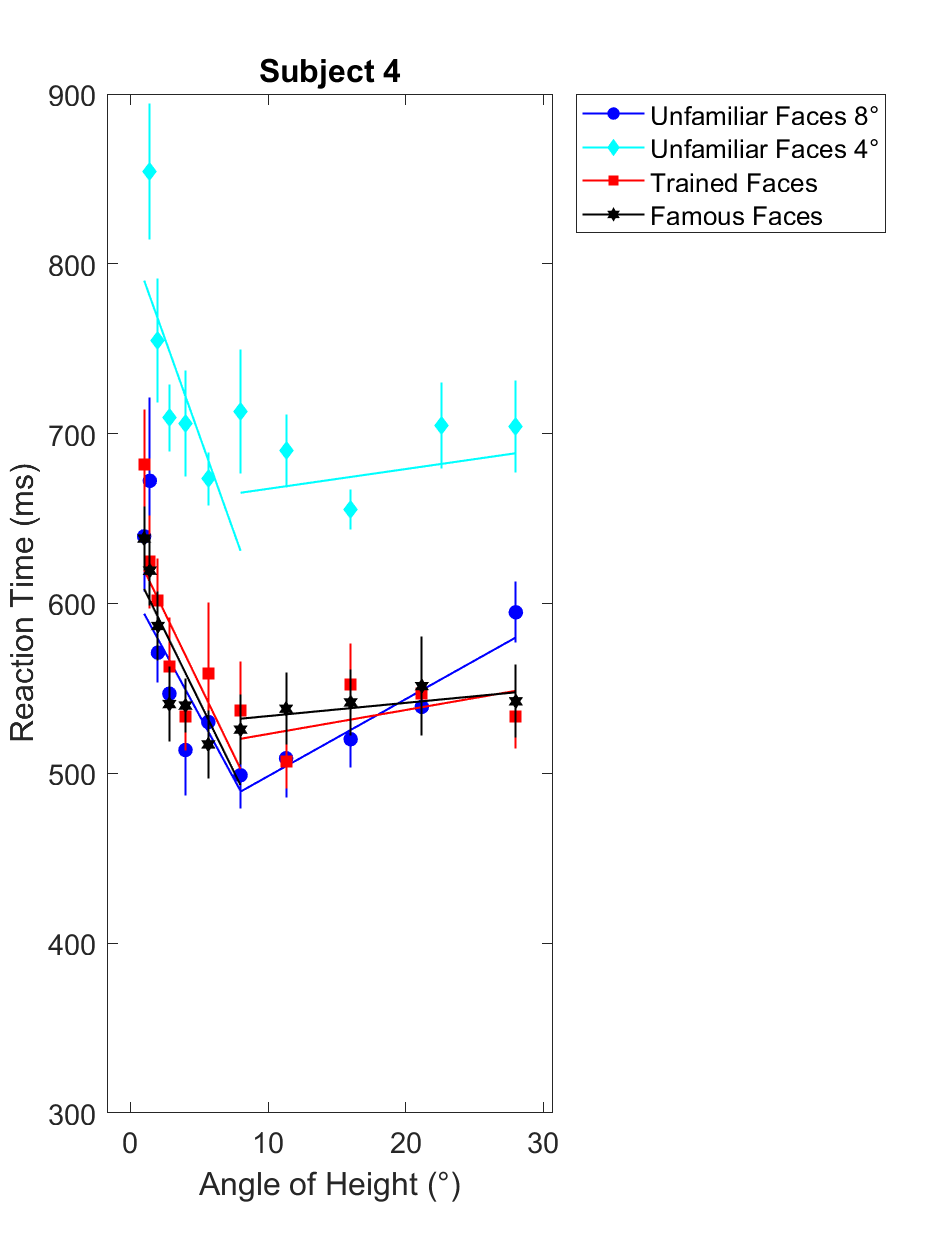 Subject 4
900
800
700
600
500
400
300
0 10 20 30
Reaction Time (ms)
Angle of Height (°)
Unfamiliar Faces 8°
Unfamiliar Faces 4°
Trained Faces
Famous Faces